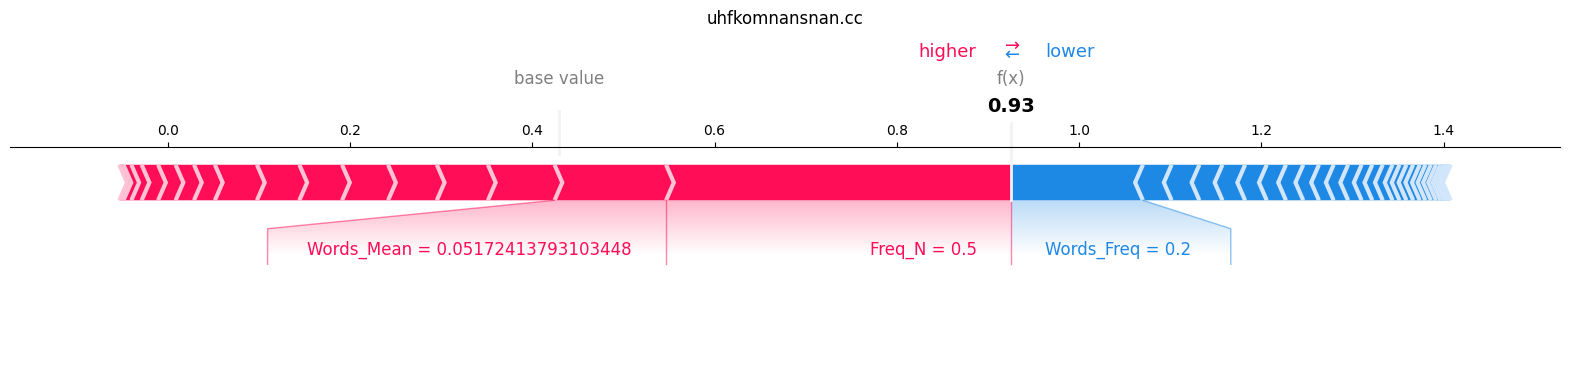 uhfkomnansnan.cc
higher ⇄ lower
base value f(x)
0.93
0.0 0.2 0.4 0.6 0.8 1.0 1.2 1.4
Words_Mean = 0.05172413793103448 Freq_N = 0.5 Words_Freq = 0.2